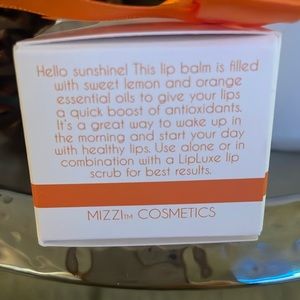 Hello sunshine! This lip balm is filled
with sweet lemon and orange
essential oils to give your lips
a quick boost of antioxidants.
It's a great way to wake up in
the morning and start your day
with healthy lips. Use alone or in
combination with a LipLuxe lip
scrub for best results.
MIZZI™ COSMETICS